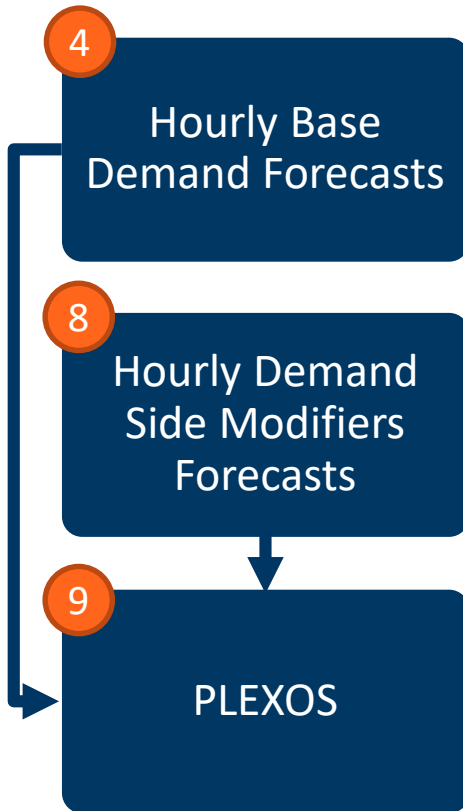 4
Hourly Base
Demand Forecasts
8
Hourly Demand
Side Modifiers
Forecasts
9
PLEXOS